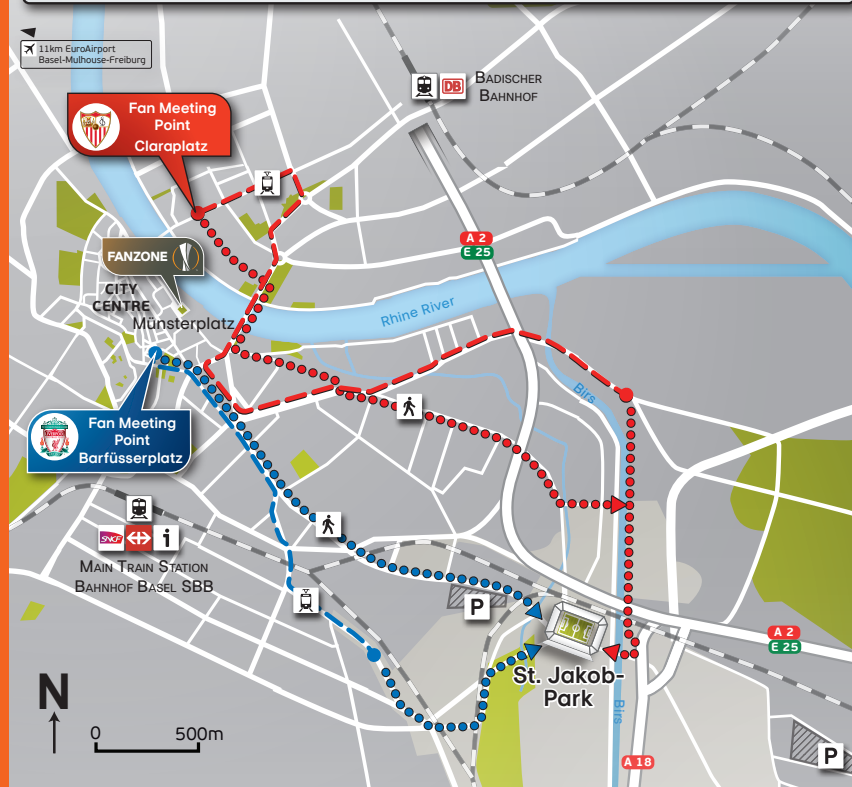 11km EuroAirport
Basel-Mulhouse-Freiburg
BADISCHER
BAHNHOF
DB
Fan Meeting
Point
Claraplatz
A 2
E 25
FANZONE
CITY
CENTRE
Münsterplatz
Rhine River
Birs
Fan Meeting
Point
Barfüsserplatz
SNCF
i
MAIN TRAIN STATION
BAHNHOF BASEL SBB
P
A 2
E 25
St. Jakob-
Park
N
0 500m
Birs
P
A 18